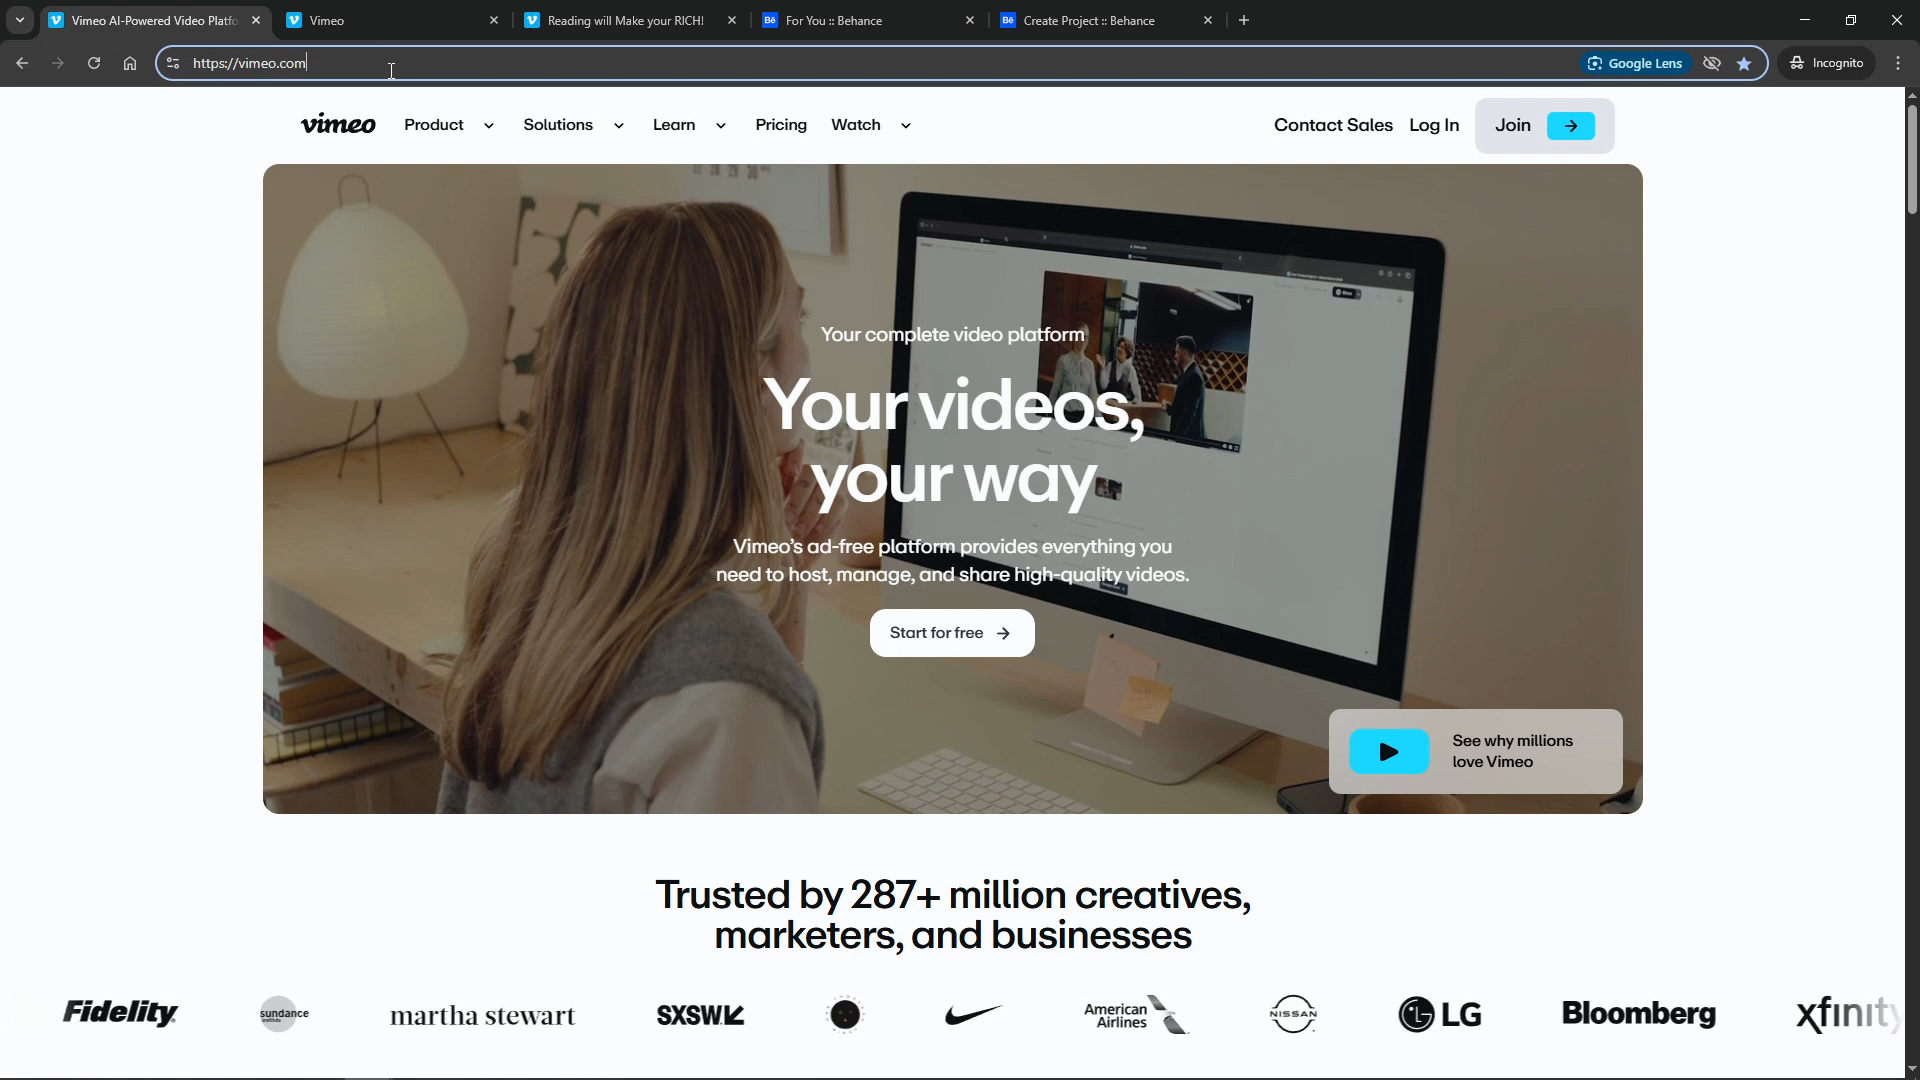 Vimeo AI-Powered Video Platfo
Vimeo
Reading will Make your RICH!
Bē For You :: Behance
Bē Create Project :: Behance
https://vimeo.com
Google Lens
Incognito
vimeo
Product
Solutions
Learn
Pricing
Watch
Contact Sales
Log In
Join
Your complete video platform
Your videos,
your way
Vimeo's ad-free platform provides everything you
need to host, manage, and share high-quality videos.
Start for free
See why millions
love Vimeo
Trusted by 287+ million creatives,
marketers, and businesses
Fidelity
sundance
institute
martha stewart
SXSW
American
Airlines
NISSAN
LG
Bloomberg
xfinity